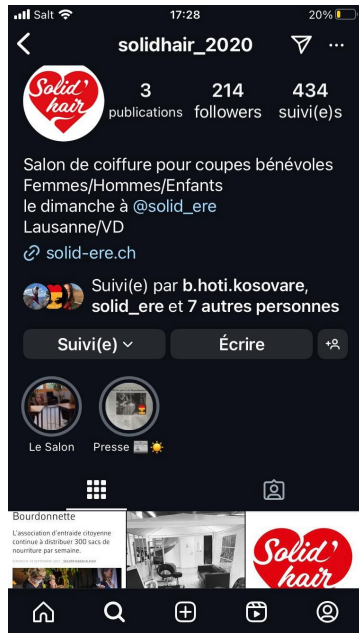 Salt
17:28
20%
solidhair_2020
Solid'
hair
3
publications
214
followers
434
suivi(e)s
Salon de coiffure pour coupes bénévoles
Femmes/Hommes/Enfants
le dimanche à @solid_ere
Lausanne/VD
solid-ere.ch
Suivi(e) par b.hoti.kosovare,
solid_ere et 7 autres personnes
Suivi(e)
Écrire
Le Salon
Presse 📰☀️
Bourdonnette
L'association d'entraide citoyenne
continue à distribuer 300 sacs de
nourriture par semaine.
Solid'
hair